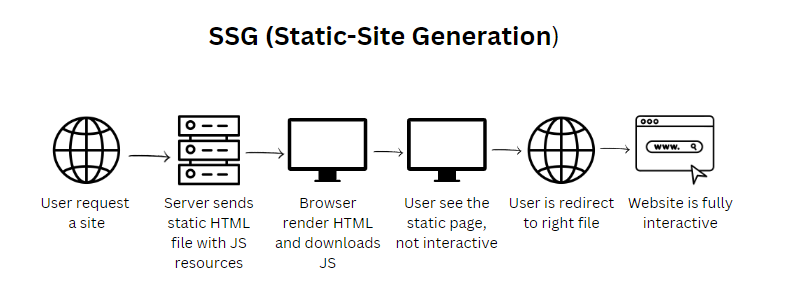 SSG (Static-Site Generation)
www.
User request
a site
Server sends
static HTML
file with JS
resources
Browser
render HTML
and downloads
JS
User see the
static page,
not interactive
User is redirect
to right file
Website is fully
interactive